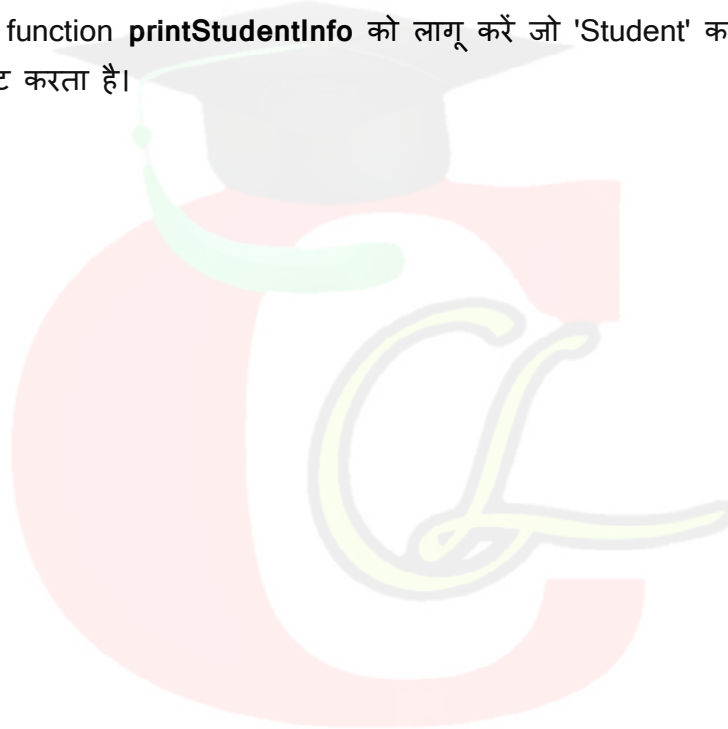 function printStudentInfo को लागू करें जो 'Student' क
ट करता है।